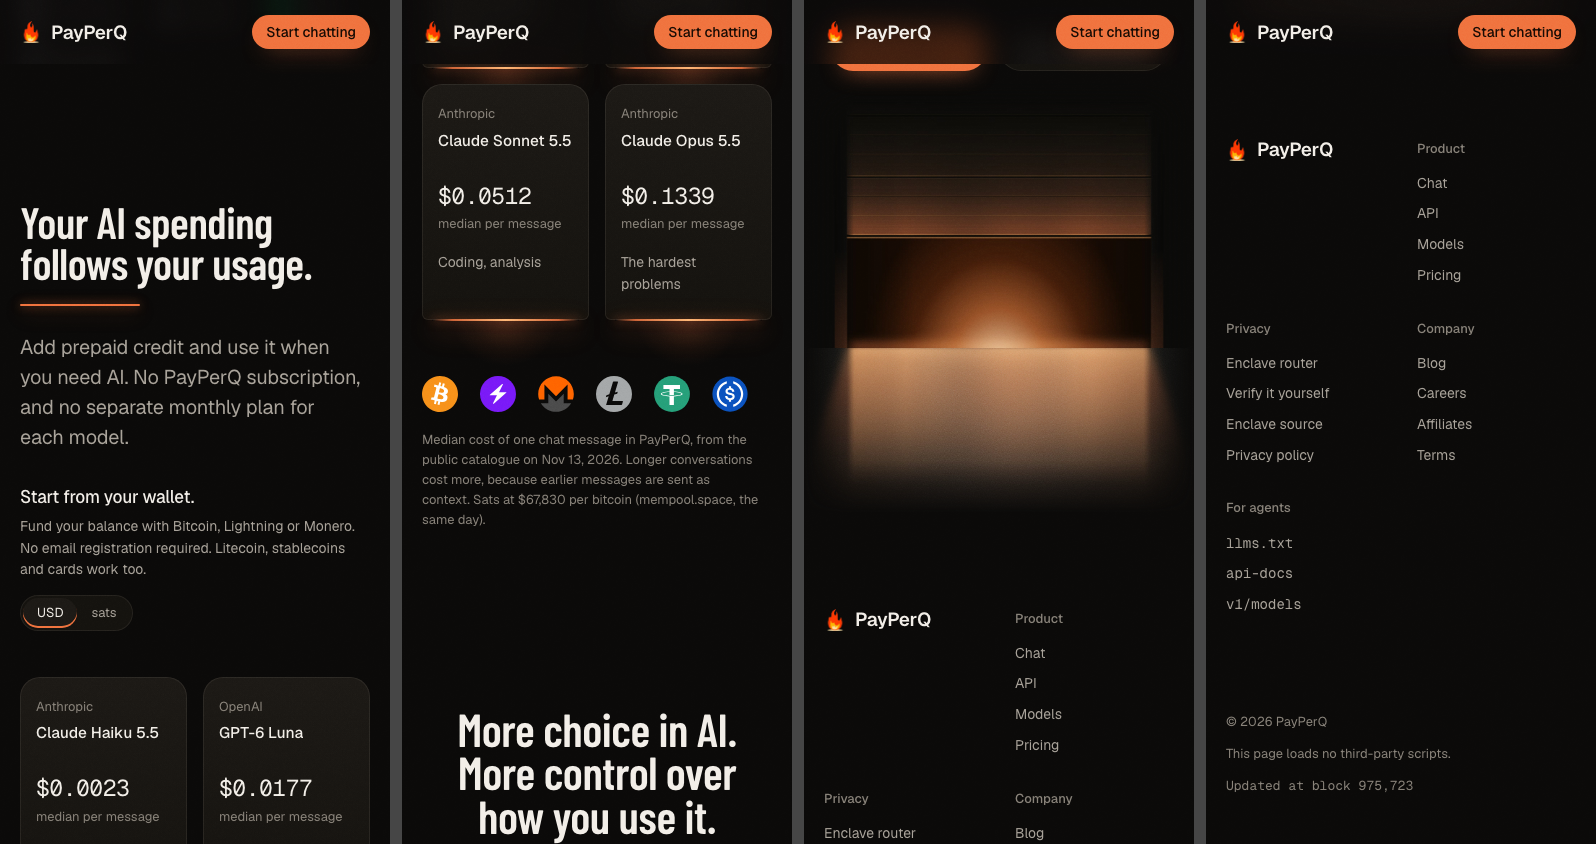 PayPerQ
Start chatting
Your AI spending
follows your usage.
Add prepaid credit and use it when
you need AI. No PayPerQ subscription,
and no separate monthly plan for
each model.
Start from your wallet.
Fund your balance with Bitcoin, Lightning or Monero.
No email registration required. Litecoin, stablecoins
and cards work too.
USD sats
Anthropic
Claude Haiku 5.5
$0.0023
median per message
OpenAI
GPT-6 Luna
$0.0177
median per message
PayPerQ
Start chatting
Anthropic
Claude Sonnet 5.5
$0.0512
median per message
Coding, analysis
Anthropic
Claude Opus 5.5
$0.1339
median per message
The hardest
problems
Median cost of one chat message in PayPerQ, from the
public catalogue on Nov 13, 2026. Longer conversations
cost more, because earlier messages are sent as
context. Sats at $67,830 per bitcoin (mempool.space, the
same day).
More choice in AI.
More control over
how you use it.
PayPerQ
Start chatting
PayPerQ
Product
Chat
API
Models
Pricing
Privacy
Enclave router
Company
Blog
PayPerQ
Start chatting
PayPerQ
Product
Chat
API
Models
Pricing
Privacy
Enclave router
Verify it yourself
Enclave source
Privacy policy
Company
Blog
Careers
Affiliates
Terms
For agents
llms.txt
api-docs
v1/models
© 2026 PayPerQ
This page loads no third-party scripts.
Updated at block 975,723